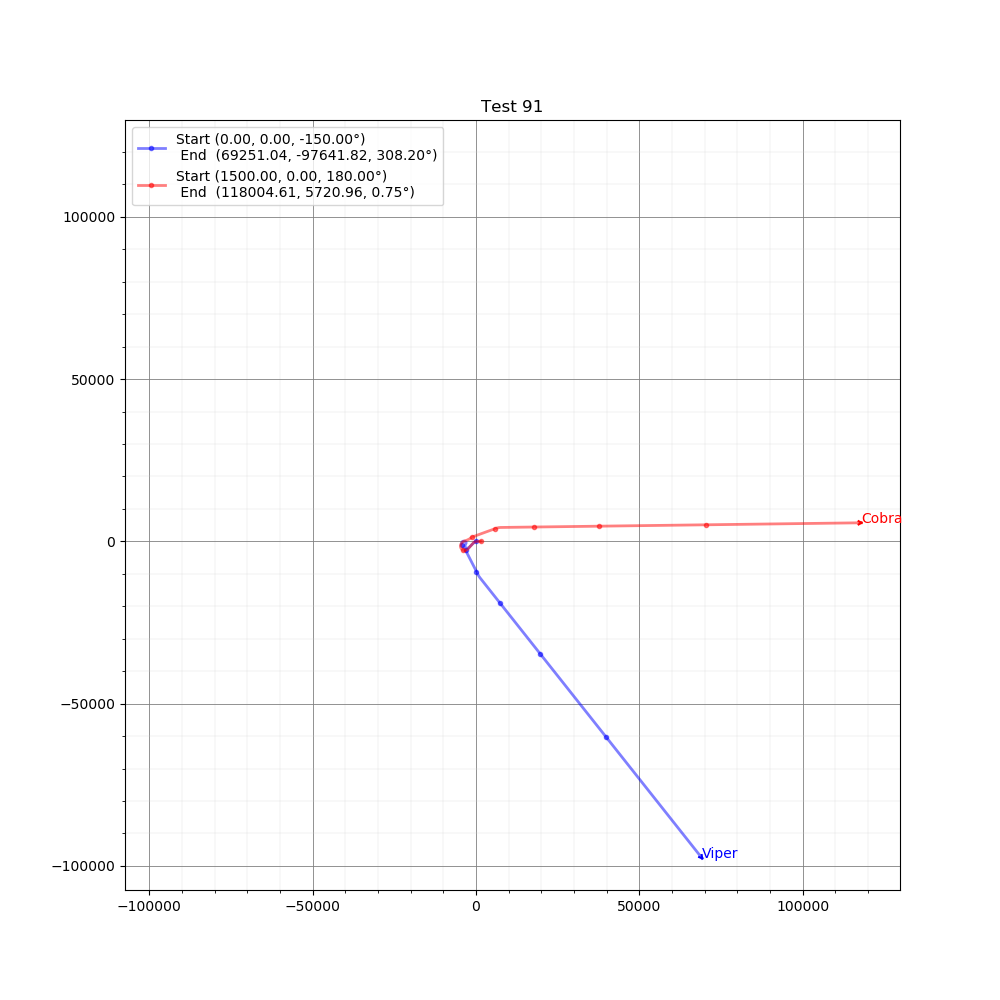 Test 91
Start (0.00, 0.00, -150.00°)
End (69251.04, -97641.82, 308.20°)
Start (1500.00, 0.00, 180.00°)
End (118004.61, 5720.96, 0.75°)
100000
50000
0
−50000
−100000
Cobra
Viper
−100000 −50000 0 50000 100000